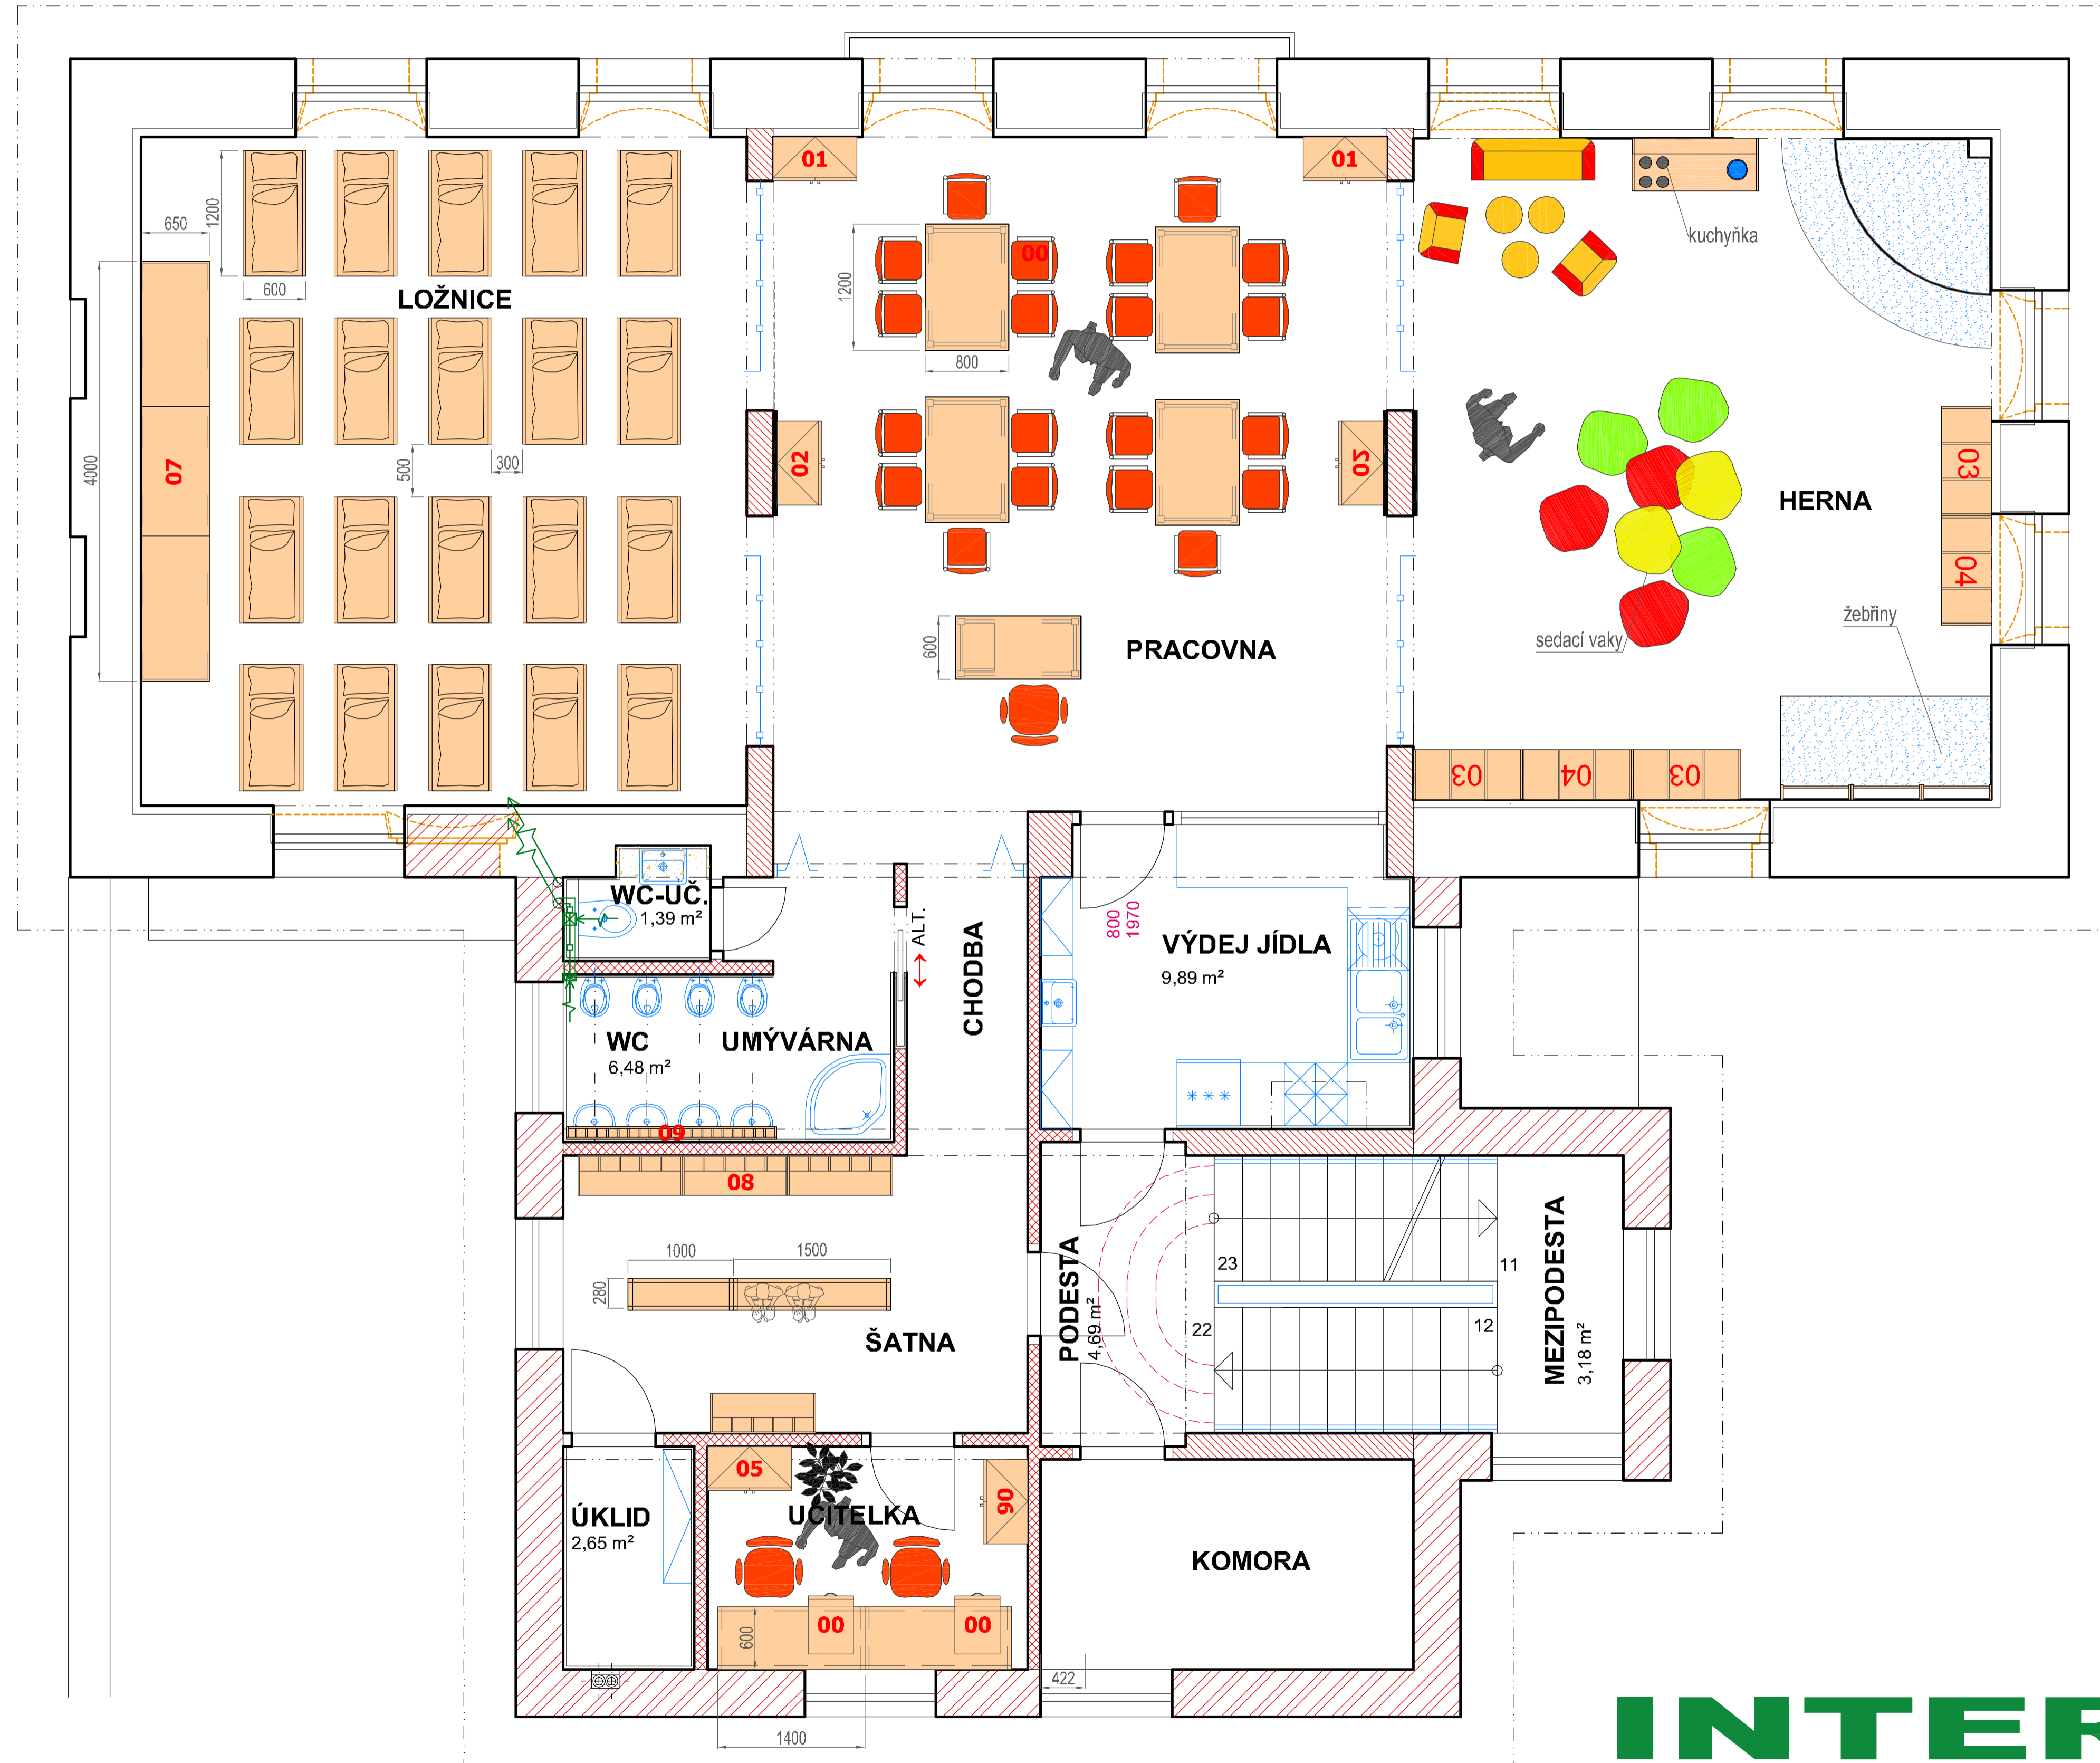 01
01
650
1200
600
LOŽNICE
00
1200
800
kuchyňka
4000
07
500
300
02
02
03
HERNA
04
sedací vaky
žebřiny
600
PRACOVNA
03
04
03
WC-UČ.
1,39 m²
ALT.
CHODBA
800
1970
VÝDEJ JÍDLA
9,89 m²
WC
6,48 m²
UMÝVÁRNA
09
08
1000
1500
280
ŠATNA
PODESTA
4,69 m²
23
22
11
12
MEZIPODESTA
3,18 m²
05
06
ÚKLID
2,65 m²
UČITELKA
KOMORA
00
00
600
422
1400
INTER